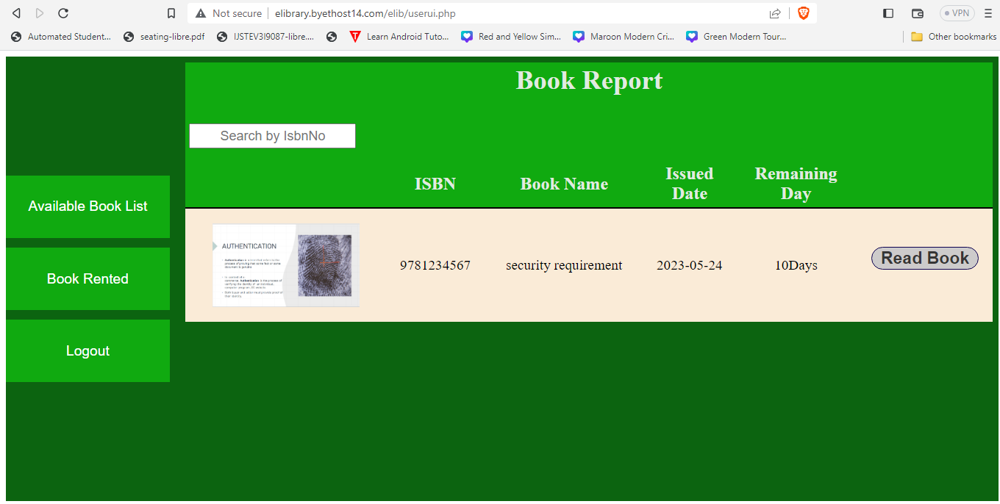 Not secure elibrary.byethost14.com/elib/userui.php VPN
Automated Student... seating-libre.pdf IJSTEV3I9087-libre.... Learn Android Tuto... Red and Yellow Sim... Maroon Modern Cri... Green Modern Tour... Other bookmarks
Book Report
Search by IsbnNo
ISBN Book Name Issued Date Remaining Day
Available Book List
AUTHENTICATION
9781234567 security requirement 2023-05-24 10Days Read Book
Book Rented
Logout